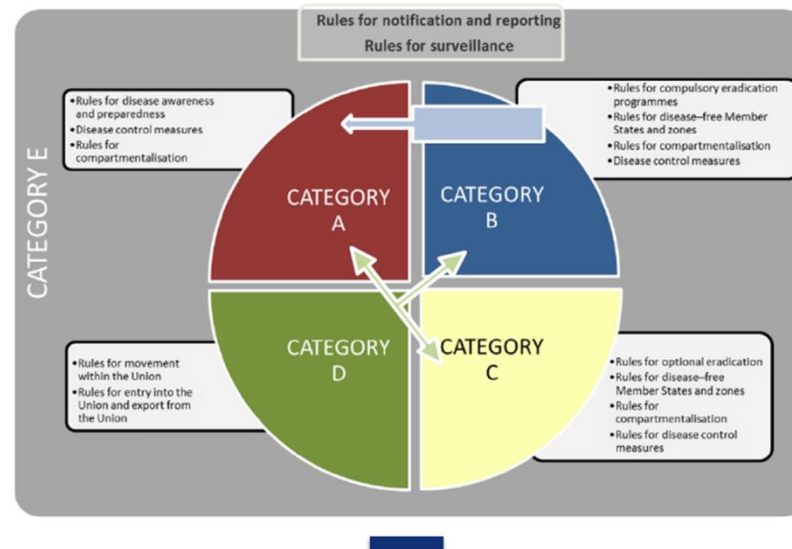 Rules for notification and reporting
Rules for surveillance
• Rules for disease awareness
and preparedness
• Disease control measures
• Rules for
compartmentalisation
• Rules for compulsory eradication
programmes
• Rules for disease–free Member
States and zones
• Rules for compartmentalisation
• Disease control measures
CATEGORY E
CATEGORY
A
CATEGORY
B
CATEGORY
D
CATEGORY
C
• Rules for movement
within the Union
• Rules for entry into the
Union and export from
the Union
• Rules for optional eradication
• Rules for disease–free
Member States and zones
• Rules for
compartmentalisation
• Rules for disease control
measures